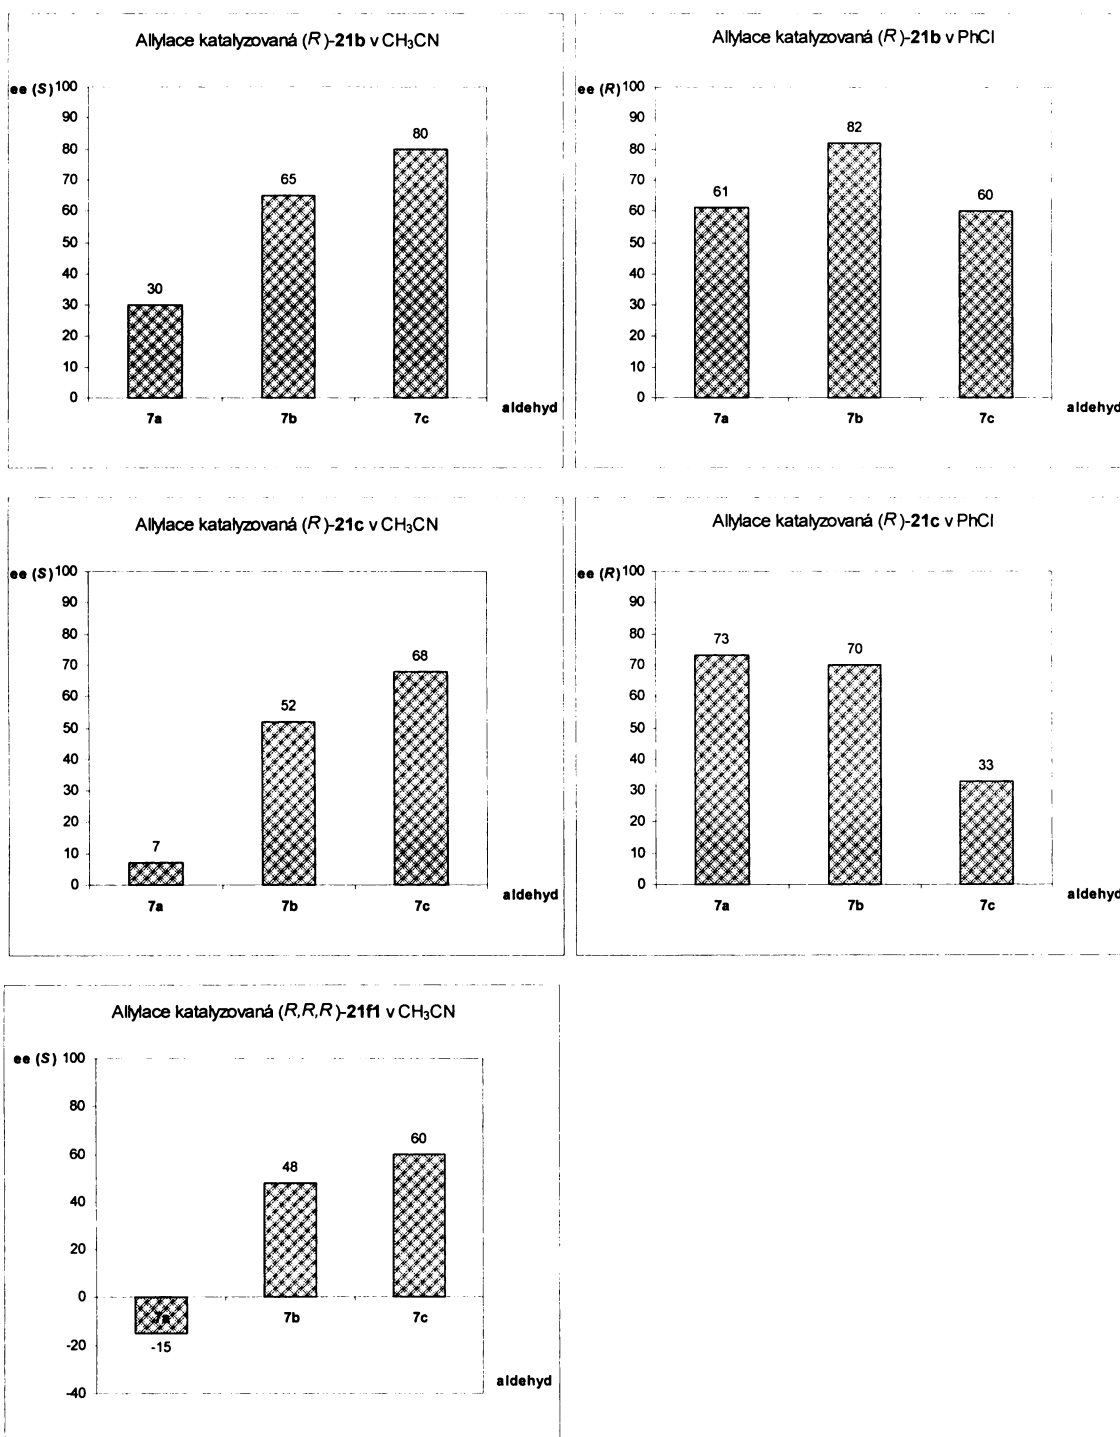 Allylace katalyzovaná (R)-21b v CH₃CN
ee (S)
100
90
80
70
60
50
40
30
20
10
0
30
65
80
7a
7b
7c
aldehyd
Allylace katalyzovaná (R)-21b v PhCl
ee (R)
100
90
80
70
60
50
40
30
20
10
0
61
82
60
7a
7b
7c
aldehyd
Allylace katalyzovaná (R)-21c v CH₃CN
ee (S)
100
90
80
70
60
50
40
30
20
10
0
7
52
68
7a
7b
7c
aldehyd
Allylace katalyzovaná (R)-21c v PhCl
ee (R)
100
90
80
70
60
50
40
30
20
10
0
73
70
33
7a
7b
7c
aldehyd
Allylace katalyzovaná (R,R,R)-21f1 v CH₃CN
ee (S)
100
80
60
40
20
0
-20
-40
-15
48
60
7a
7b
7c
aldehyd